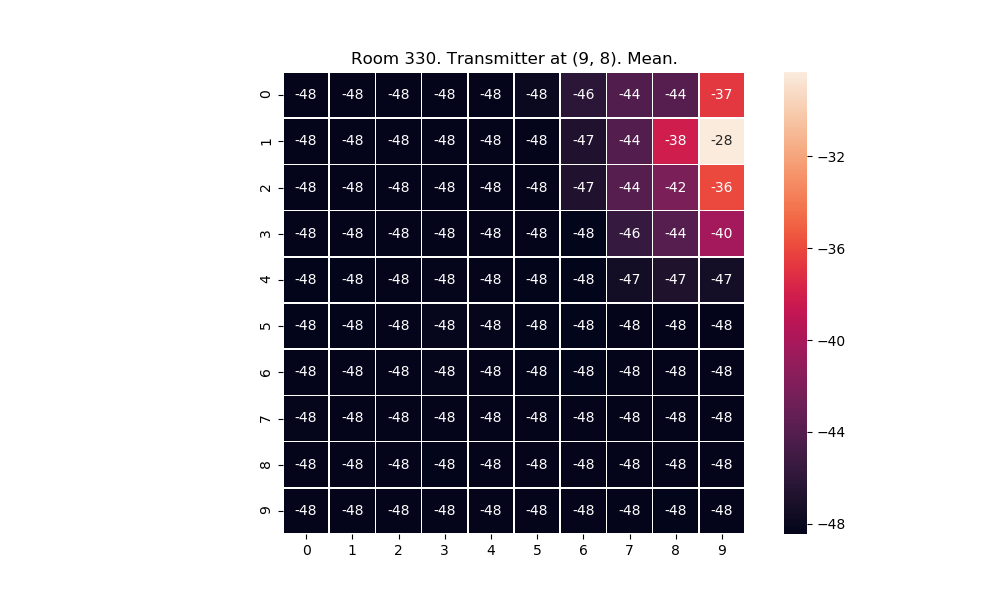 Room 330. Transmitter at (9, 8). Mean.
0 -48 -48 -48 -48 -48 -48 -46 -44 -44 -37
1 -48 -48 -48 -48 -48 -48 -47 -44 -38 -28
2 -48 -48 -48 -48 -48 -48 -47 -44 -42 -36
3 -48 -48 -48 -48 -48 -48 -48 -46 -44 -40
4 -48 -48 -48 -48 -48 -48 -48 -47 -47 -47
5 -48 -48 -48 -48 -48 -48 -48 -48 -48 -48
6 -48 -48 -48 -48 -48 -48 -48 -48 -48 -48
7 -48 -48 -48 -48 -48 -48 -48 -48 -48 -48
8 -48 -48 -48 -48 -48 -48 -48 -48 -48 -48
9 -48 -48 -48 -48 -48 -48 -48 -48 -48 -48
0 1 2 3 4 5 6 7 8 9
−32
−36
−40
−44
−48